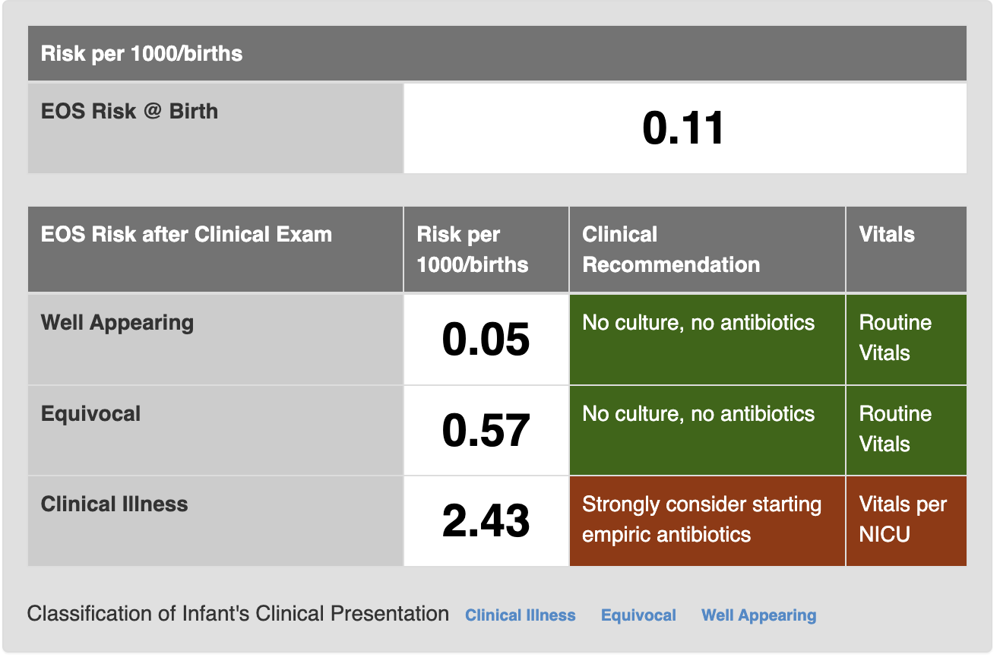 Risk per 1000/births
EOS Risk @ Birth
0.11
EOS Risk after Clinical Exam
Risk per
1000/births
Clinical
Recommendation
Vitals
Well Appearing
0.05
No culture, no antibiotics
Routine
Vitals
Equivocal
0.57
No culture, no antibiotics
Routine
Vitals
Clinical Illness
2.43
Strongly consider starting
empiric antibiotics
Vitals per
NICU
Classification of Infant's Clinical Presentation Clinical Illness Equivocal Well Appearing